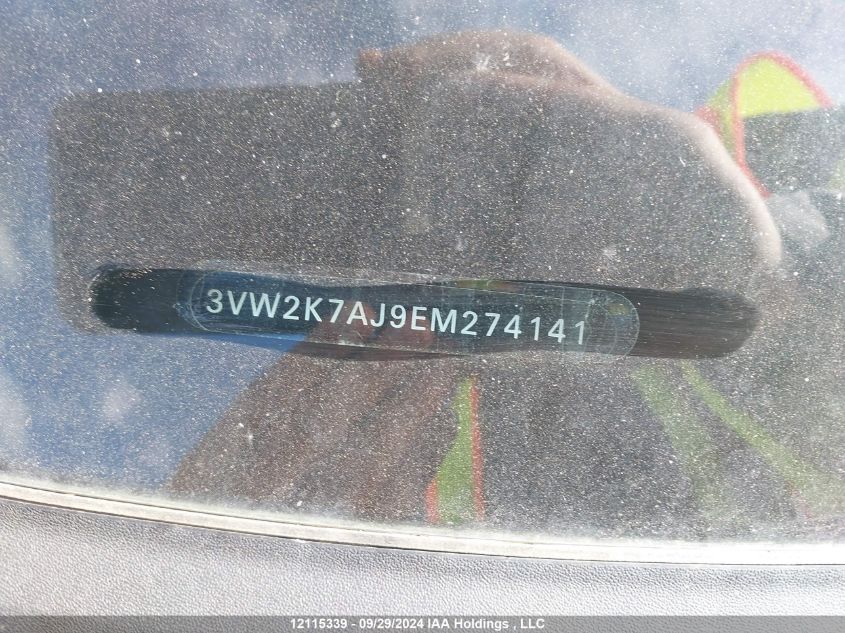 3VW2K7AJ9EM274141
12115339 - 09/29/2024 IAA Holdings , LLC